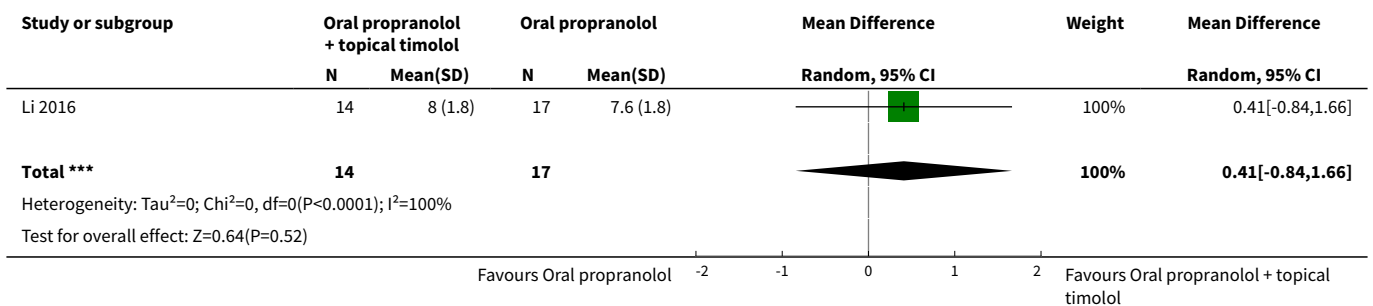 Study or subgroup Oral propranolol + topical timolol Oral propranolol Mean Difference Weight Mean Difference
N Mean(SD) N Mean(SD) Random, 95% CI Random, 95% CI
Li 2016 14 8 (1.8) 17 7.6 (1.8) 100% 0.41[-0.84,1.66]
Total *** 14 17 100% 0.41[-0.84,1.66]
Heterogeneity: Tau²=0; Chi²=0, df=0(P<0.0001); I²=100%
Test for overall effect: Z=0.64(P=0.52)
Favours Oral propranolol -2 -1 0 1 2 Favours Oral propranolol + topical
timolol